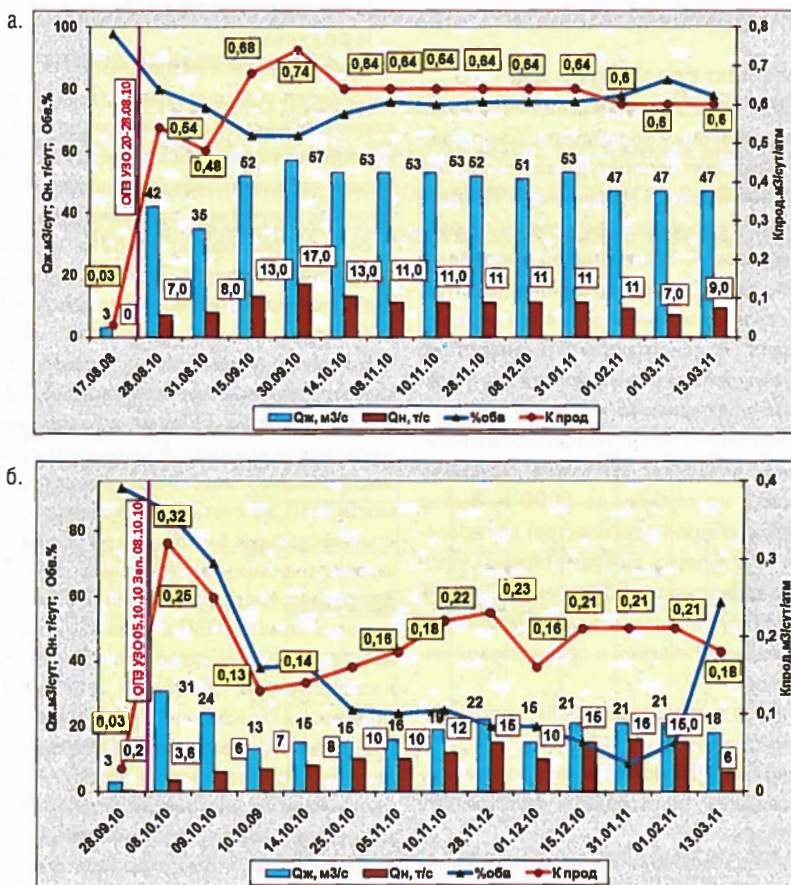 а.
100
80
60
40
20
0
Qж.м3/сут; Qн. т/сут; Обв.%
ОПЗ УЗО 20-28.08.10
0,8
0,7
0,6
0,5
0,4
0,3
0,2
0,1
0
Кпрод.м3/сут/атм
0,03 0,54 0,48 0,68 0,74 0,64 0,64 0,64 0,64 0,64 0,64 0,6 0,6 0,6
3 42 35 52 57 53 53 53 52 51 53 47 47 47
0 7,0 8,0 13,0 17,0 13,0 11,0 11,0 11 11 11 11 7,0 9,0
17.08.08 28.08.10 31.08.10 15.09.10 30.09.10 14.10.10 08.11.10 10.11.10 28.11.10 08.12.10 31.01.11 01.02.11 01.03.11 13.03.11
Qж, м3/с Qн, т/с %обв К прод
б.
80
60
40
20
0
Qж.м3/сут; Qн. т/сут; Обв.%
ОПЗ УЗО 05.10.10 Зап. 08.10.10
0,4
0,3
0,2
0,1
0
Кпрод.м3/сут/атм
0,03 0,32 0,25 0,13 0,14 0,16 0,18 0,22 0,23 0,16 0,21 0,21 0,21 0,18
3 31 24 13 15 15 16 19 22 15 21 21 21 18
0,2 3,6 6 7 8 10 10 12 15 10 15 16 15,0 6
28.09.10 08.10.10 09.10.10 10.10.09 14.10.10 25.10.10 05.11.10 10.11.10 28.11.12 01.12.10 15.12.10 31.01.11 01.02.11 13.03.11
Qж, м3/с Qн, т/с %обв К прод